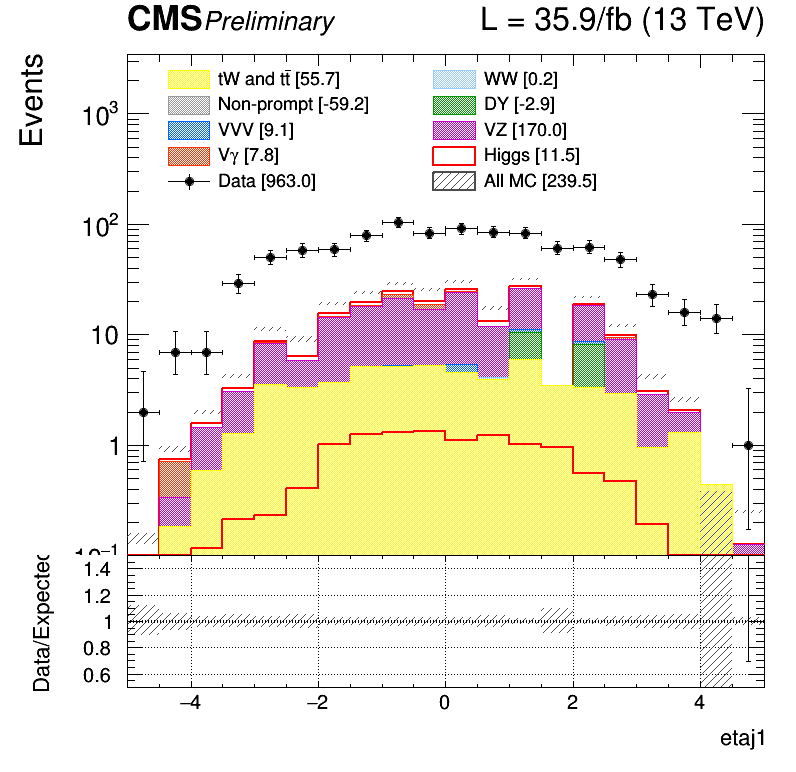 CMS Preliminary L = 35.9/fb (13 TeV)
Events
tW and tt̄ [55.7] WW [0.2]
Non-prompt [-59.2] DY [-2.9]
VVV [9.1] VZ [170.0]
Vγ [7.8] Higgs [11.5]
Data [963.0] All MC [239.5]
10³
10²
10
1
10⁻¹
Data/Expected
1.4
1.2
1
0.8
0.6
−4 −2 0 2 4
etaj1